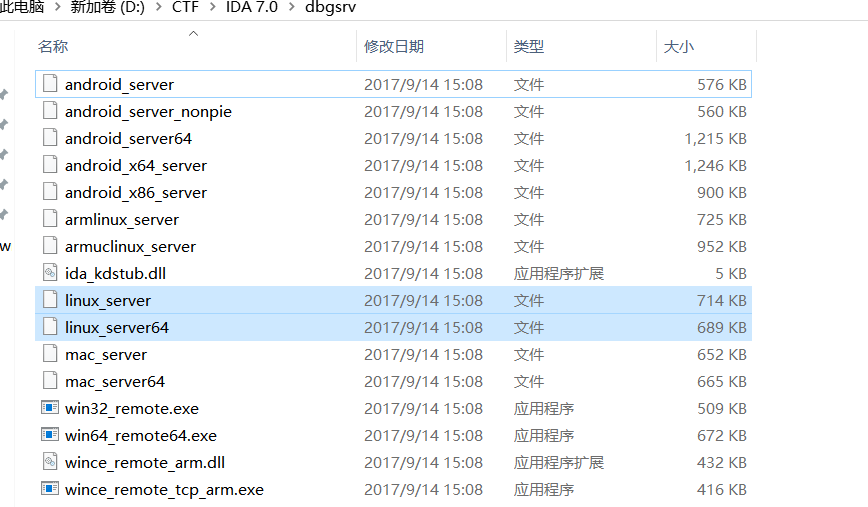 此电脑 > 新加卷 (D:) > CTF > IDA 7.0 > dbgsrv
名称 修改日期 类型 大小
android_server 2017/9/14 15:08 文件 576 KB
android_server_nonpie 2017/9/14 15:08 文件 560 KB
android_server64 2017/9/14 15:08 文件 1,215 KB
android_x64_server 2017/9/14 15:08 文件 1,246 KB
android_x86_server 2017/9/14 15:08 文件 900 KB
armlinux_server 2017/9/14 15:08 文件 725 KB
armuclinux_server 2017/9/14 15:08 文件 952 KB
w
ida_kdstub.dll 2017/9/14 15:08 应用程序扩展 5 KB
linux_server 2017/9/14 15:08 文件 714 KB
linux_server64 2017/9/14 15:08 文件 689 KB
mac_server 2017/9/14 15:08 文件 652 KB
mac_server64 2017/9/14 15:08 文件 665 KB
win32_remote.exe 2017/9/14 15:08 应用程序 509 KB
win64_remote64.exe 2017/9/14 15:08 应用程序 672 KB
wince_remote_arm.dll 2017/9/14 15:08 应用程序扩展 432 KB
wince_remote_tcp_arm.exe 2017/9/14 15:08 应用程序 416 KB